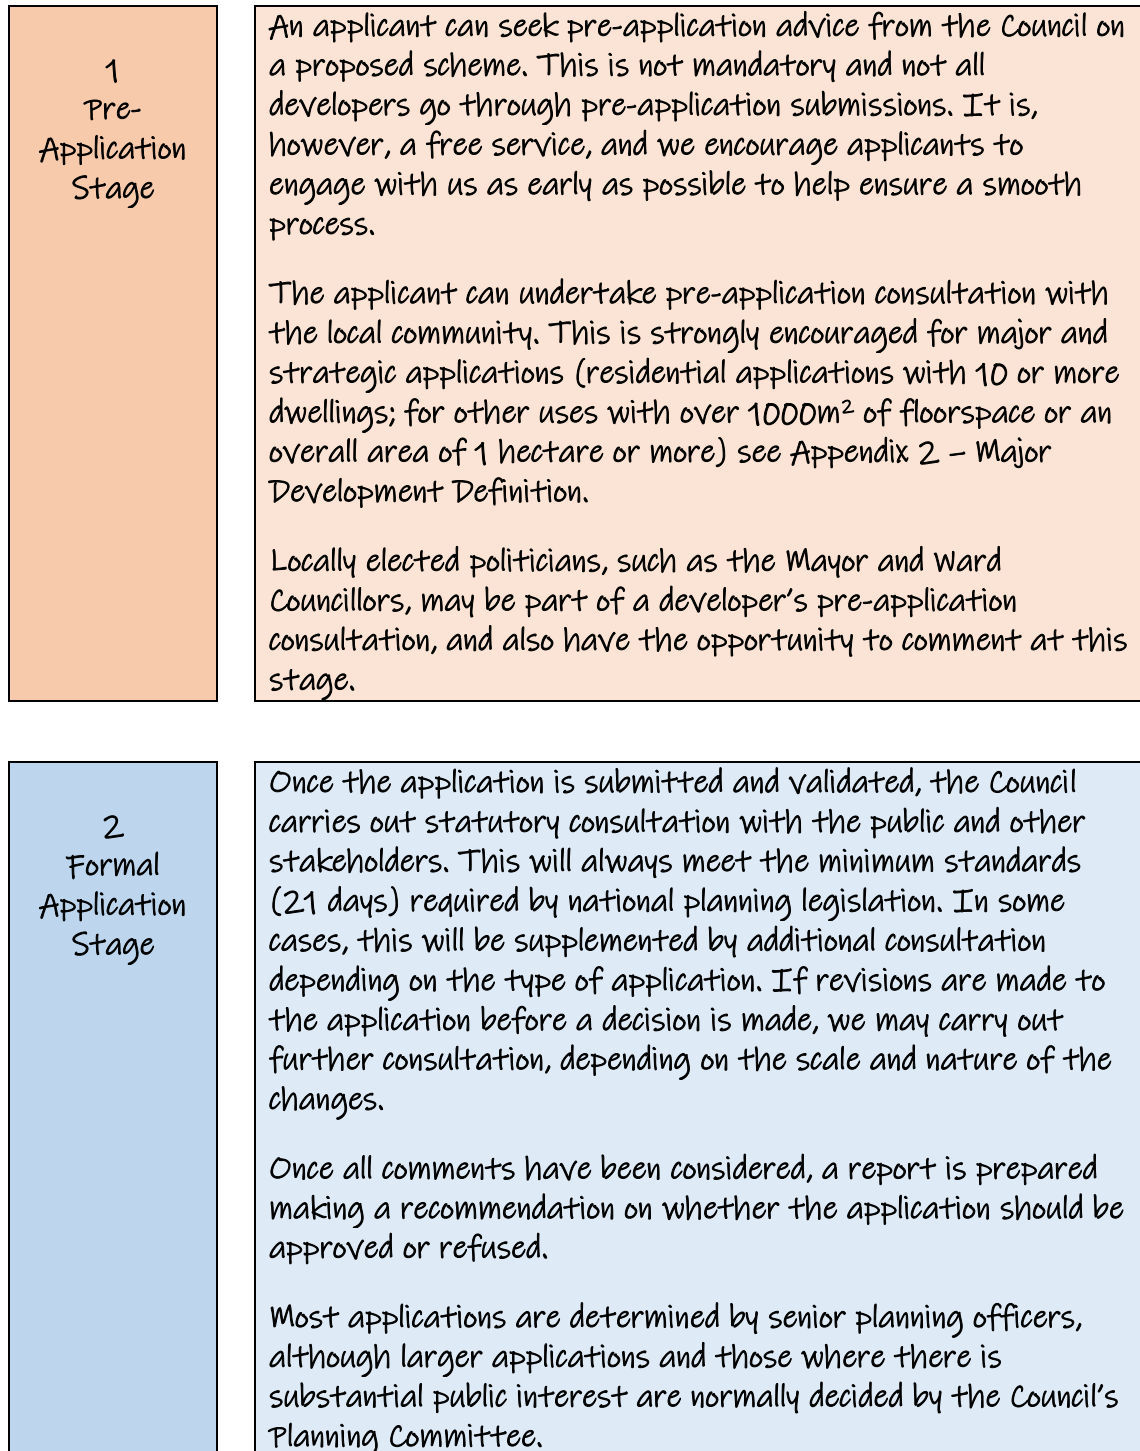 1
Pre-
Application
Stage
An applicant can seek pre-application advice from the Council on
a proposed scheme. This is not mandatory and not all
developers go through pre-application submissions. It is,
however, a free service, and we encourage applicants to
engage with us as early as possible to help ensure a smooth
process.
The applicant can undertake pre-application consultation with
the local community. This is strongly encouraged for major and
strategic applications (residential applications with 10 or more
dwellings; for other uses with over 1000m² of floorspace or an
overall area of 1 hectare or more) see Appendix 2 – Major
Development Definition.
Locally elected politicians, such as the Mayor and Ward
Councillors, may be part of a developer's pre-application
consultation, and also have the opportunity to comment at this
stage.
2
Formal
Application
Stage
Once the application is submitted and validated, the Council
carries out statutory consultation with the public and other
stakeholders. This will always meet the minimum standards
(21 days) required by national planning legislation. In some
cases, this will be supplemented by additional consultation
depending on the type of application. If revisions are made to
the application before a decision is made, we may carry out
further consultation, depending on the scale and nature of the
changes.
Once all comments have been considered, a report is prepared
making a recommendation on whether the application should be
approved or refused.
Most applications are determined by senior planning officers,
although larger applications and those where there is
substantial public interest are normally decided by the Council's
Planning Committee.